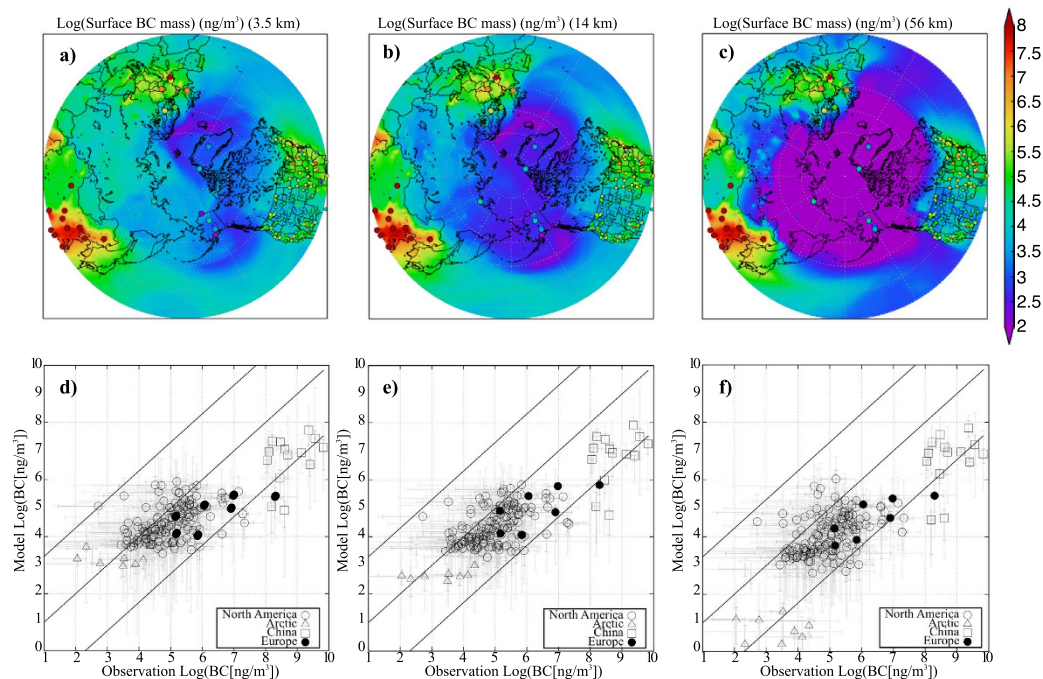 Log(Surface BC mass) (ng/m³) (3.5 km)
Log(Surface BC mass) (ng/m³) (14 km)
Log(Surface BC mass) (ng/m³) (56 km)
a)
b)
c)
8
7.5
7
6.5
6
5.5
5
4.5
4
3.5
3
2.5
2
d)
Model Log(BC[ng/m³])
10
9
8
7
6
5
4
3
2
1
0
North America
Arctic
China
Europe
1 2 3 4 5 6 7 8 9 10
Observation Log(BC[ng/m³])
e)
Model Log(BC[ng/m³])
10
9
8
7
6
5
4
3
2
1
0
North America
Arctic
China
Europe
1 2 3 4 5 6 7 8 9 10
Observation Log(BC[ng/m³])
f)
Model Log(BC[ng/m³])
10
9
8
7
6
5
4
3
2
1
0
North America
Arctic
China
Europe
1 2 3 4 5 6 7 8 9 10
Observation Log(BC[ng/m³])